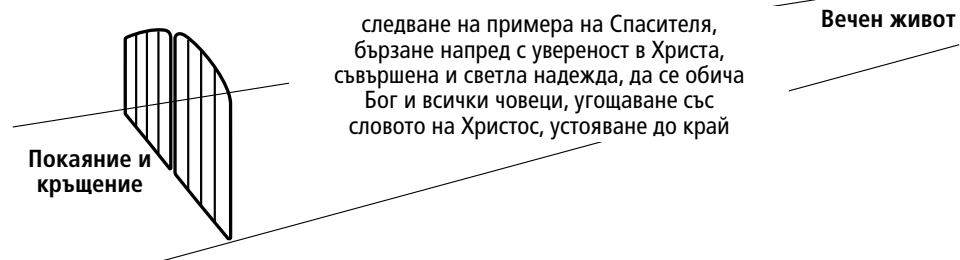 следване на примера на Спасителя,
бързане напред с увереност в Христа,
съвършена и светла надежда, да се обича
Бог и всички човеци, угощаване със
словото на Христос, устояване до край
Вечен живот
Покаяние и
кръщение